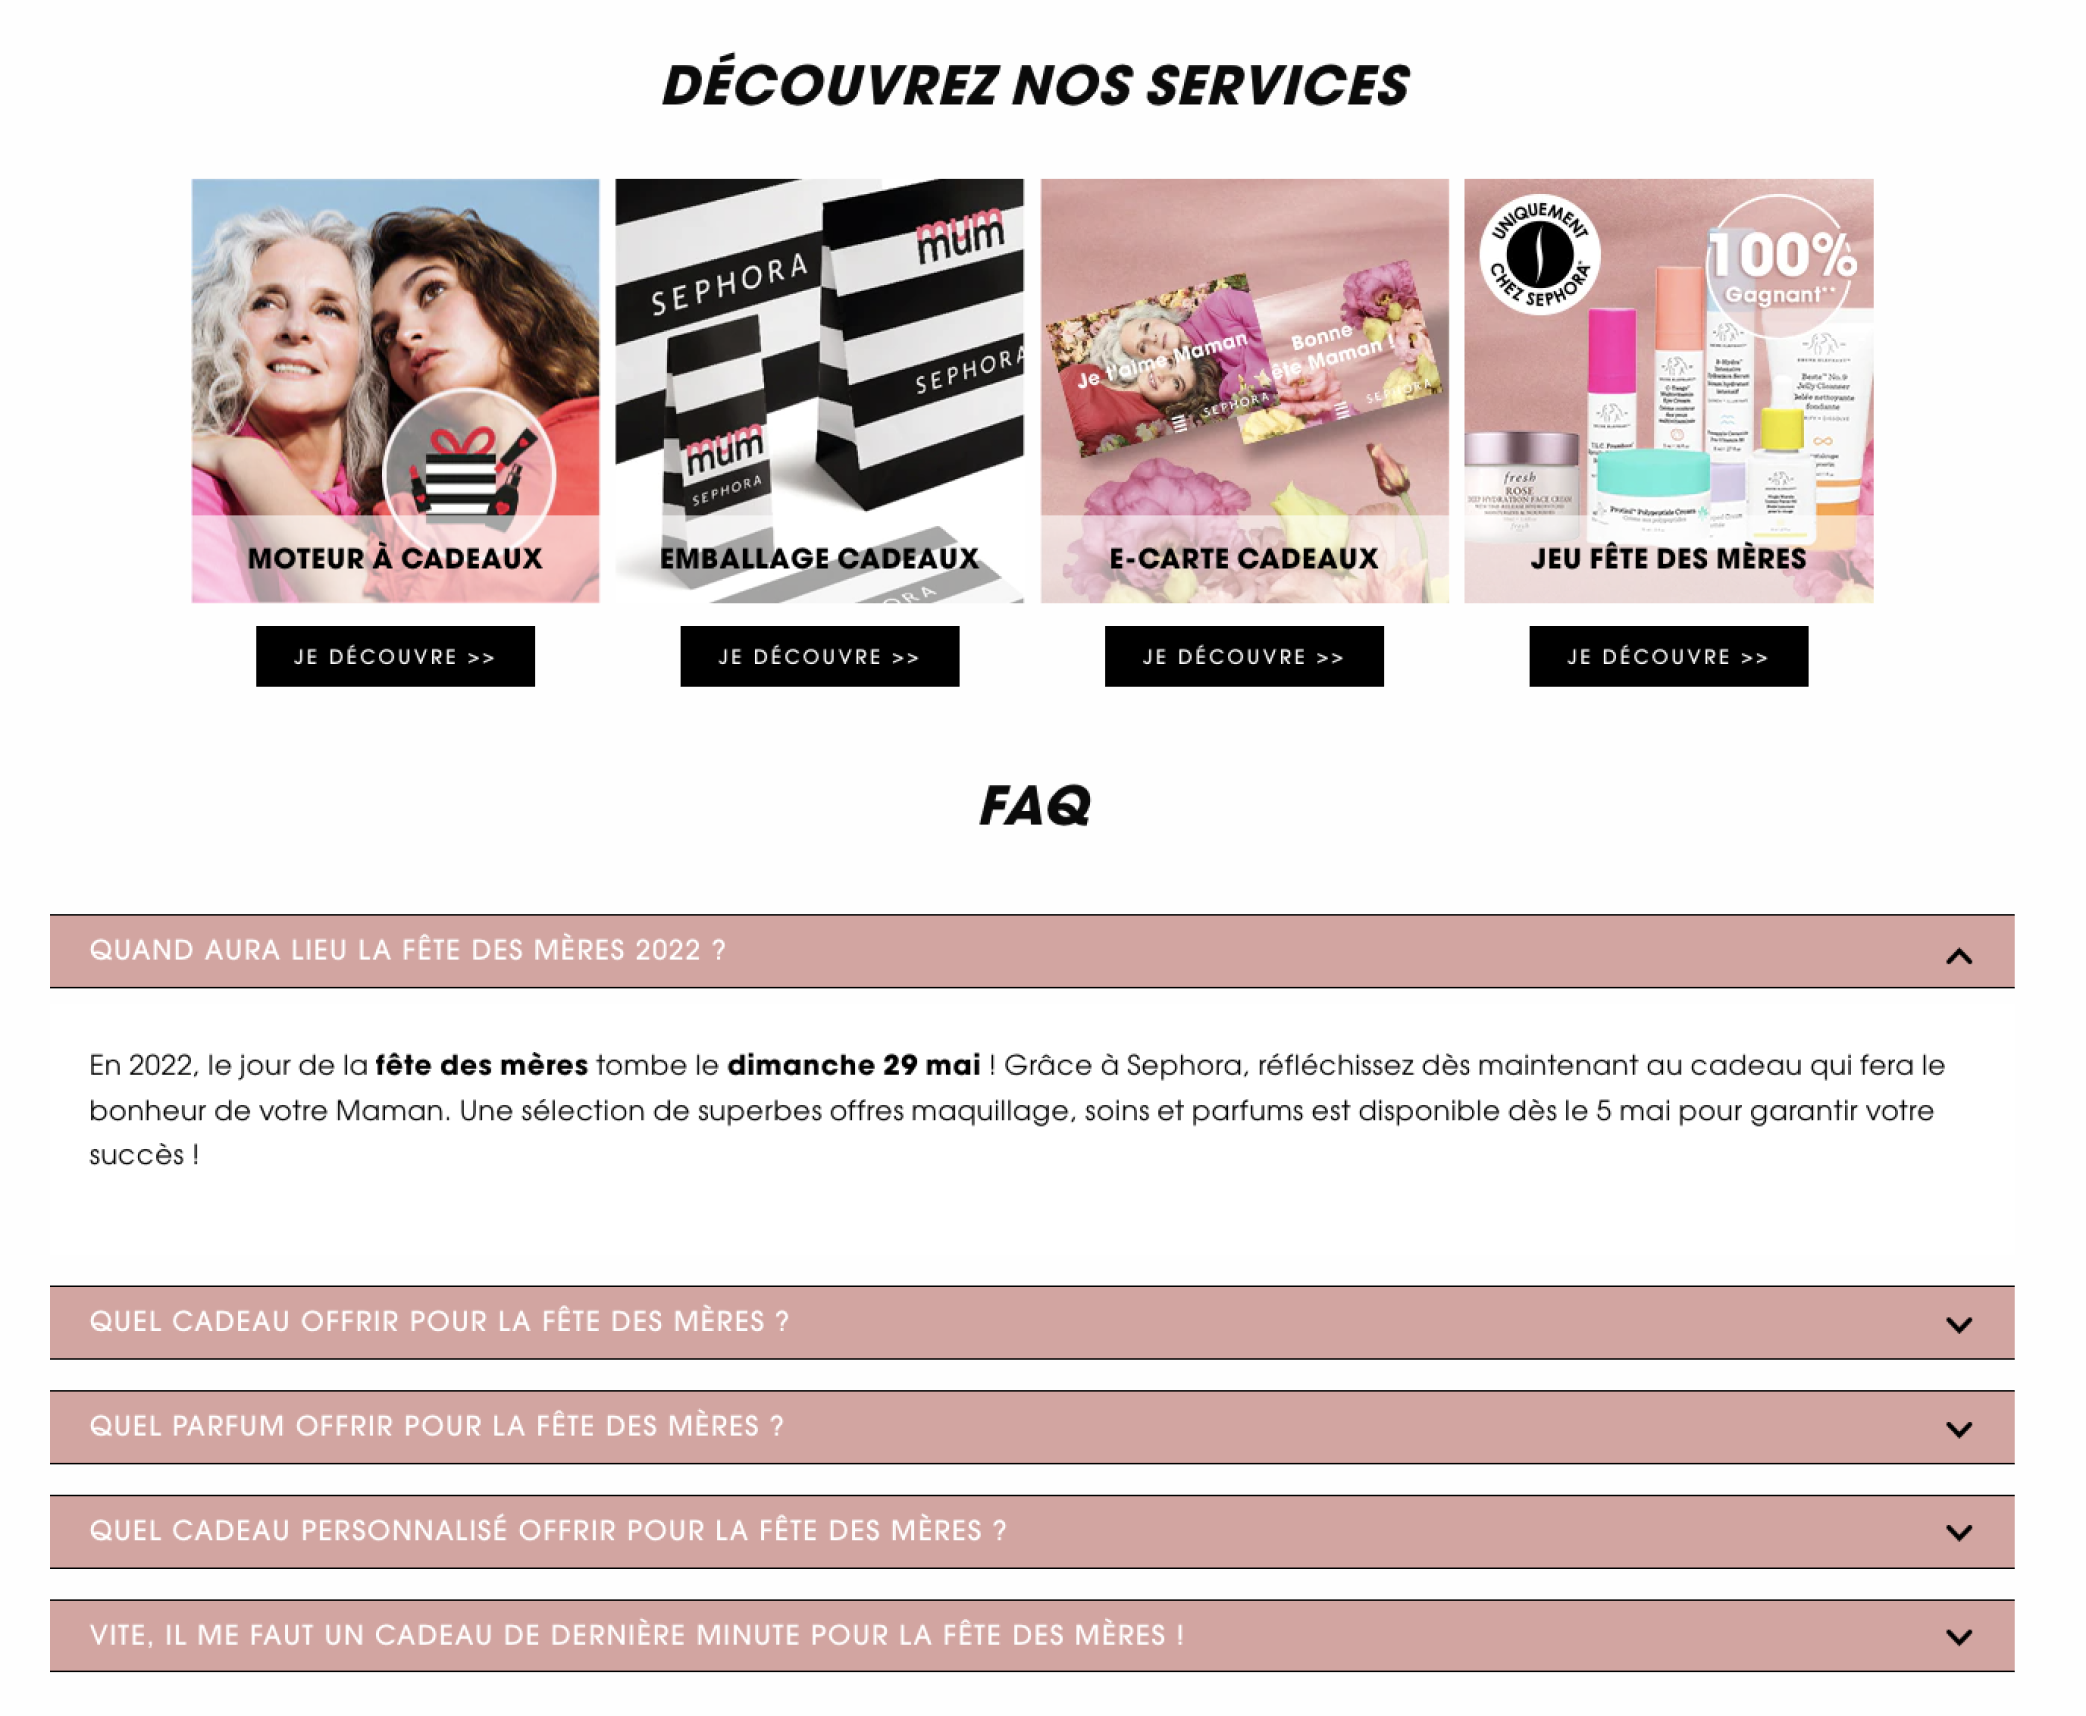 DÉCOUVREZ NOS SERVICES
SEPHORA
mum
SEPHORA
mum
SEPHORA
Je t'aime Maman
SEPHORA
Bonne
fête Maman !
SEPHORA
UNIQUEMENT
CHEZ SEPHORA
100%
Gagnant**
fresh
ROSE
MOTEUR À CADEAUX
EMBALLAGE CADEAUX
E-CARTE CADEAUX
JEU FÊTE DES MÈRES
JE DÉCOUVRE >>
JE DÉCOUVRE >>
JE DÉCOUVRE >>
JE DÉCOUVRE >>
FAQ
QUAND AURA LIEU LA FÊTE DES MÈRES 2022 ?
En 2022, le jour de la fête des mères tombe le dimanche 29 mai ! Grâce à Sephora, réfléchissez dès maintenant au cadeau qui fera le
bonheur de votre Maman. Une sélection de superbes offres maquillage, soins et parfums est disponible dès le 5 mai pour garantir votre
succès !
QUEL CADEAU OFFRIR POUR LA FÊTE DES MÈRES ?
QUEL PARFUM OFFRIR POUR LA FÊTE DES MÈRES ?
QUEL CADEAU PERSONNALISÉ OFFRIR POUR LA FÊTE DES MÈRES ?
VITE, IL ME FAUT UN CADEAU DE DERNIÈRE MINUTE POUR LA FÊTE DES MÈRES !